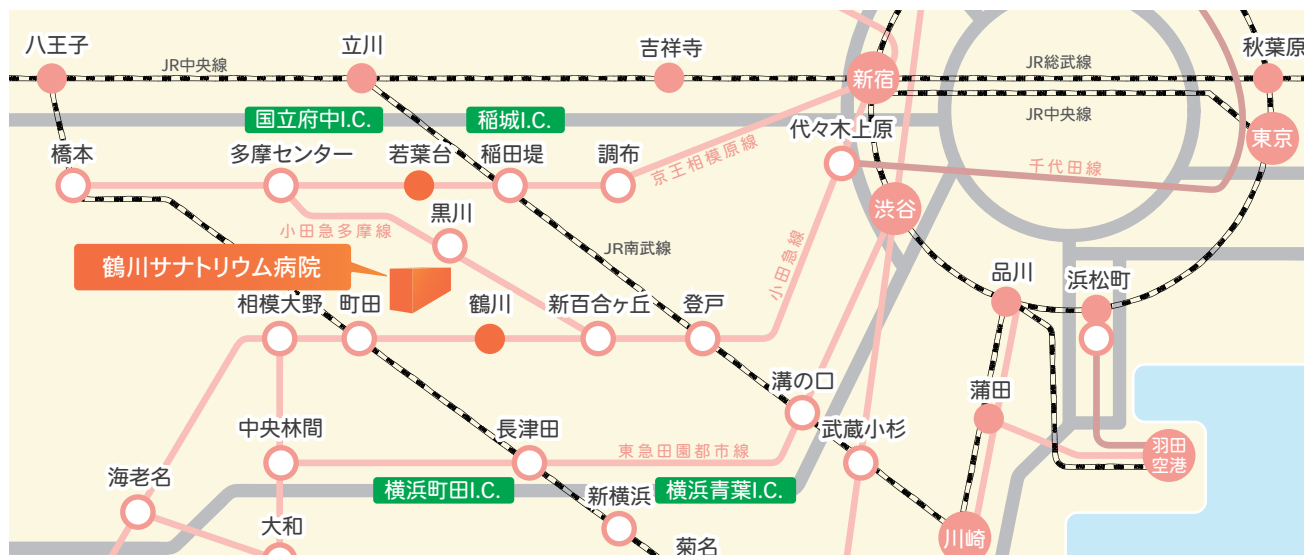 八王子
立川
吉祥寺
秋葉原
JR中央線
JR総武線
新宿
国立府中I.C.
稲城I.C.
代々木上原
JR中央線
東京
橋本
多摩センター
若葉台
稲田堤
調布
京王相模原線
千代田線
黒川
渋谷
小田急多摩線
JR南武線
小田急線
鶴川サナトリウム病院
品川
浜松町
相模大野
町田
鶴川
新百合ヶ丘
登戸
溝の口
蒲田
中央林間
長津田
東急田園都市線
武蔵小杉
羽田
空港
海老名
横浜町田I.C.
新横浜
横浜青葉I.C.
大和
菊名
川崎